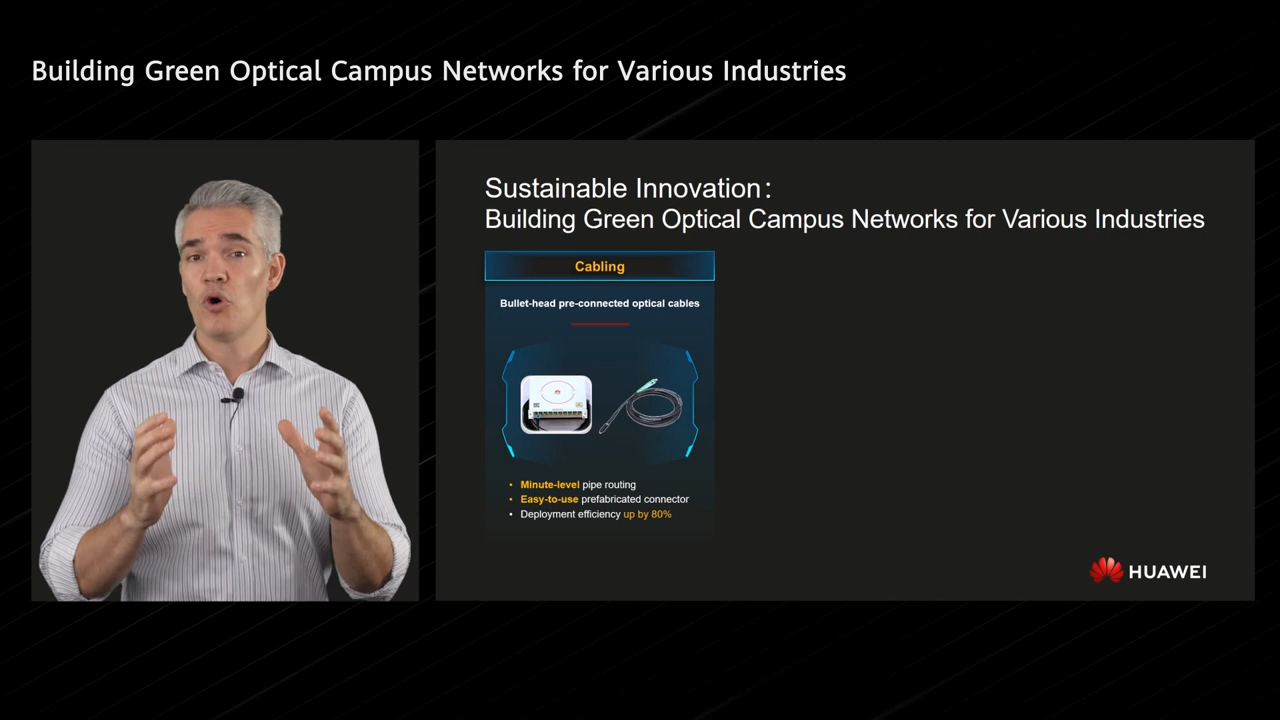 Building Green Optical Campus Networks for Various Industries
Sustainable Innovation:
Building Green Optical Campus Networks for Various Industries
Cabling
Bullet-head pre-connected optical cables
• Minute-level pipe routing
• Easy-to-use prefabricated connector
• Deployment efficiency up by 80%
HUAWEI